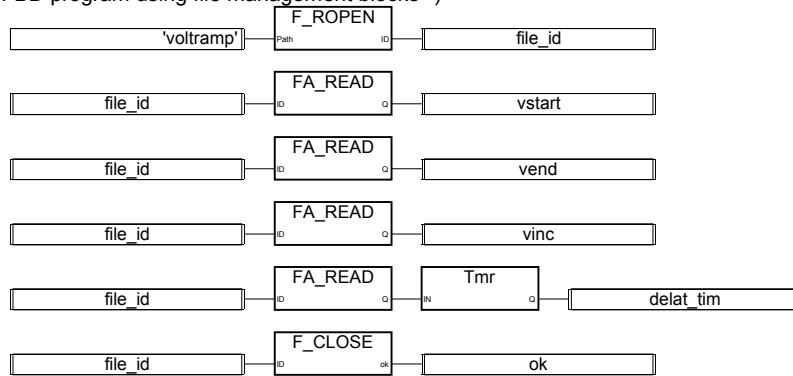 FBD program using file management blocks *)
F_ROPEN
'voltramp' Path ID file_id
FA_READ
file_id ID Q vstart
FA_READ
file_id ID Q vend
FA_READ
file_id ID Q vinc
FA_READ Tmr
file_id ID Q IN Q delat_tim
F_CLOSE
file_id ID ok ok